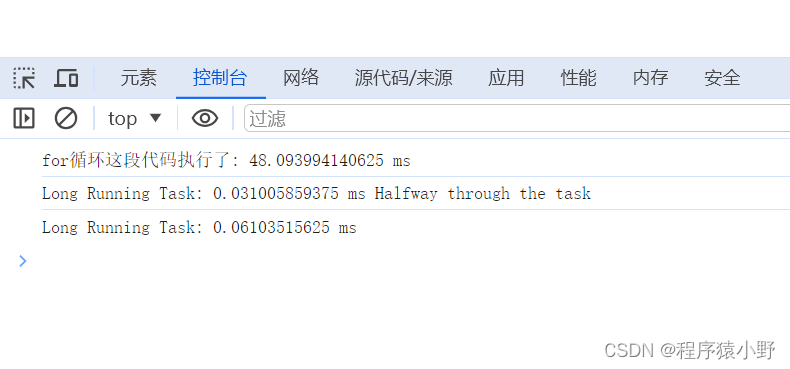 元素 控制台 网络 源代码/来源 应用 性能 内存 安全
top 过滤
for循环这段代码执行了: 48.093994140625 ms
Long Running Task: 0.031005859375 ms Halfway through the task
Long Running Task: 0.06103515625 ms
CSDN @程序猿小野